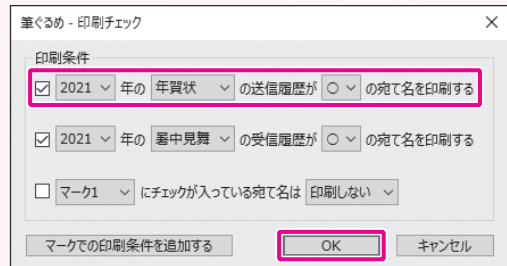 筆ぐるめ - 印刷チェック
印刷条件
2021 年の 年賀状 の送信履歴が ○ の宛て名を印刷する
2021 年の 暑中見舞 の受信履歴が ○ の宛て名を印刷する
マーク1 にチェックが入っている宛て名は 印刷しない
マークでの印刷条件を追加する OK キャンセル